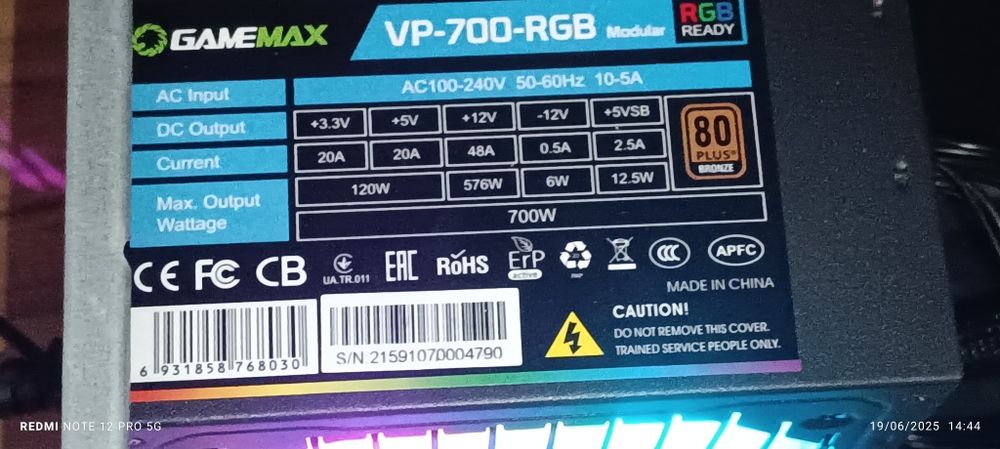 GAMEMAX
VP-700-RGB Modular
RGB
READY
AC Input AC100-240V 50-60Hz 10-5A
DC Output +3.3V +5V +12V -12V +5VSB
Current 20A 20A 48A 0.5A 2.5A
Max. Output
Wattage
120W 576W 6W 12.5W
700W
80
PLUS®
BRONZE
CE FC CB
UA.TR.011
EAC RoHS
ErP
active
PAP
CCC
APFC
MADE IN CHINA
6 931858 768030
S/N 21591070004790
CAUTION!
DO NOT REMOVE THIS COVER.
TRAINED SERVICE PEOPLE ONLY.
REDMI NOTE 12 PRO 5G
19/06/2025 14:44